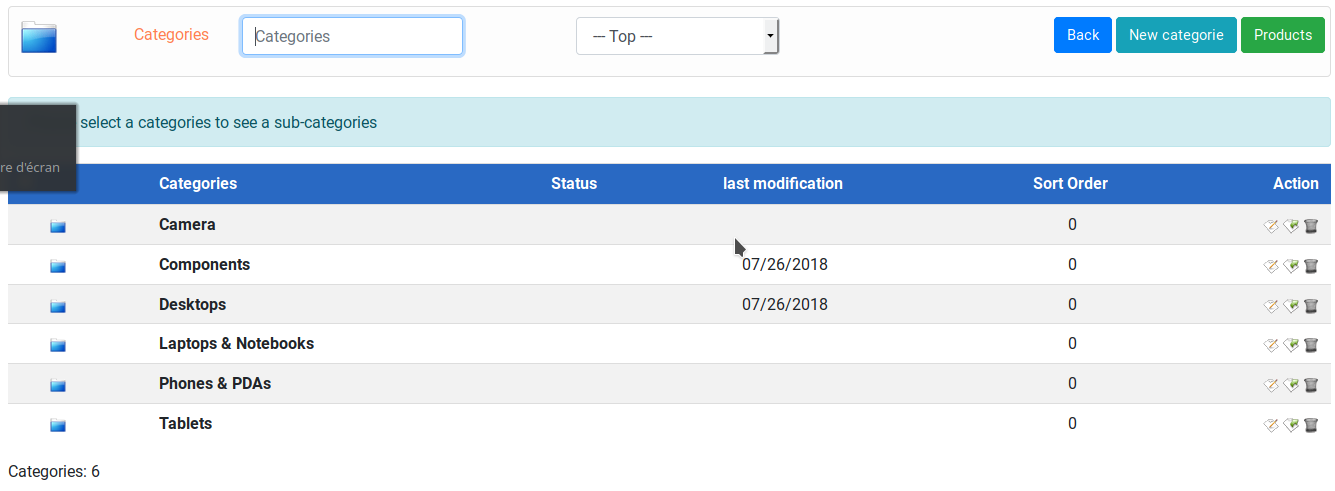 Categories Categories --- Top --- Back New categorie Products
select a categories to see a sub-categories
re d'écran
Categories Status last modification Sort Order Action
Camera 0
Components 07/26/2018 0
Desktops 07/26/2018 0
Laptops & Notebooks 0
Phones & PDAs 0
Tablets 0
Categories: 6